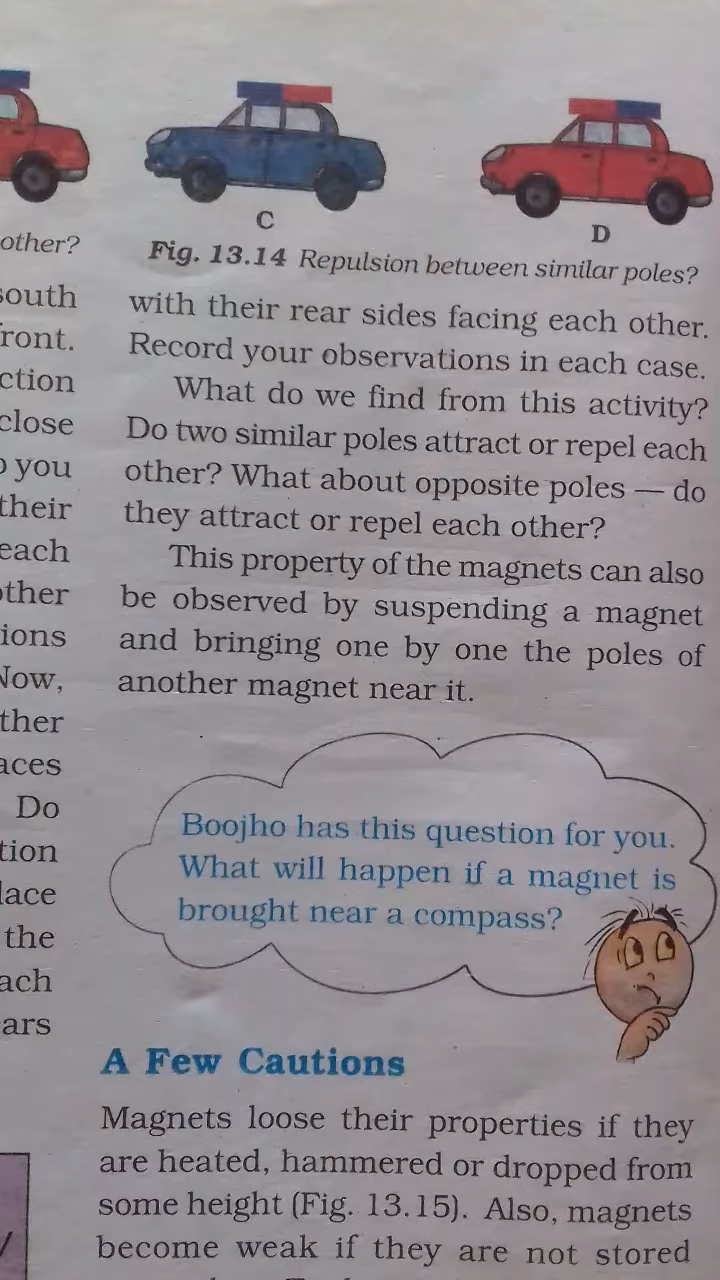 other?
south
front.
ction
close
you
their
each
other
ions
Now,
ther
aces
Do
tion
lace
the
ach
ars
C
D
Fig. 13.14 Repulsion between similar poles?
with their rear sides facing each other.
Record your observations in each case.
What do we find from this activity?
Do two similar poles attract or repel each
other? What about opposite poles — do
they attract or repel each other?
This property of the magnets can also
be observed by suspending a magnet
and bringing one by one the poles of
another magnet near it.
Boojho has this question for you.
What will happen if a magnet is
brought near a compass?
A Few Cautions
Magnets loose their properties if they
are heated, hammered or dropped from
some height (Fig. 13.15). Also, magnets
become weak if they are not stored